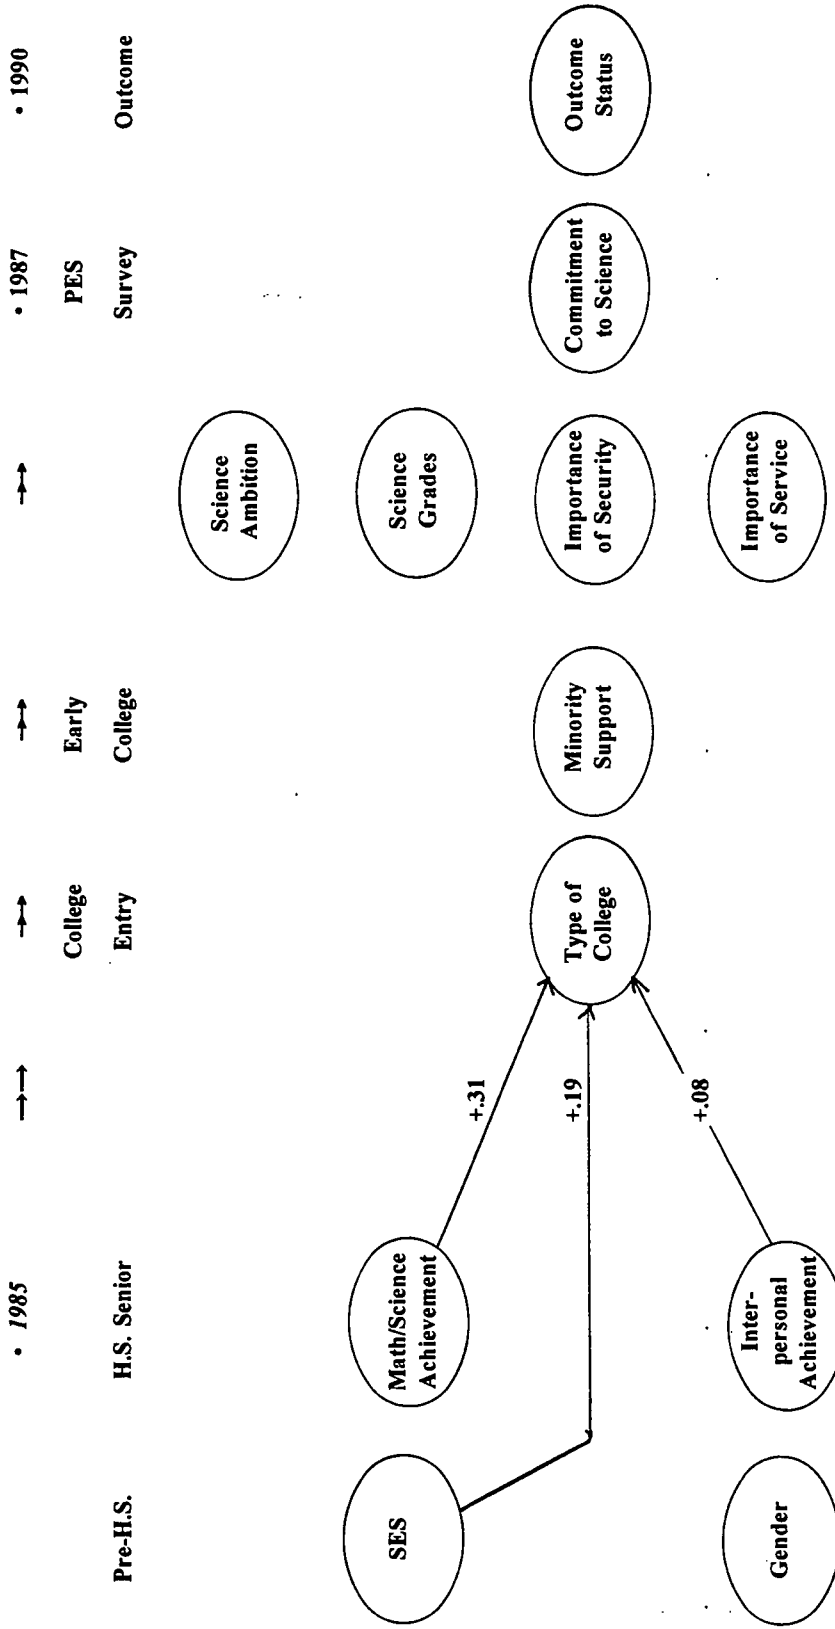 • 1985
→→
→→
→→
→→
• 1987
• 1990
College
Early
PES
Pre-H.S.
H.S. Senior
Entry
College
Survey
Outcome
Science
Ambition
SES
Math/Science
Achievement
Science
Grades
+.31
+.19
Type of
College
Minority
Support
Importance
of Security
Commitment
to Science
Outcome
Status
+.08
Gender
Inter-
personal
Achievement
Importance
of Service